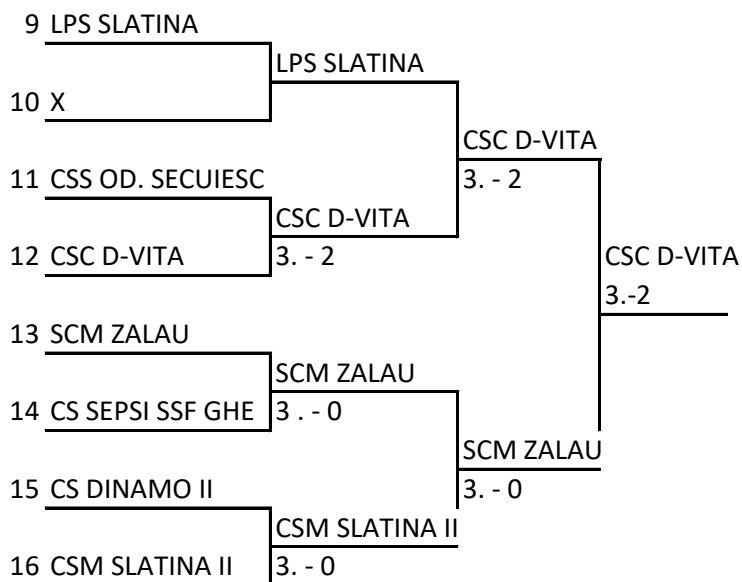 9 LPS SLATINA
LPS SLATINA
10 X
CSC D-VITA
3. - 2
11 CSS OD. SECUIESC
CSC D-VITA
3. - 2
12 CSC D-VITA
CSC D-VITA
3.-2
13 SCM ZALAU
SCM ZALAU
3 . - 0
14 CS SEPSI SSF GHE
SCM ZALAU
3. - 0
15 CS DINAMO II
CSM SLATINA II
3. - 0
16 CSM SLATINA II